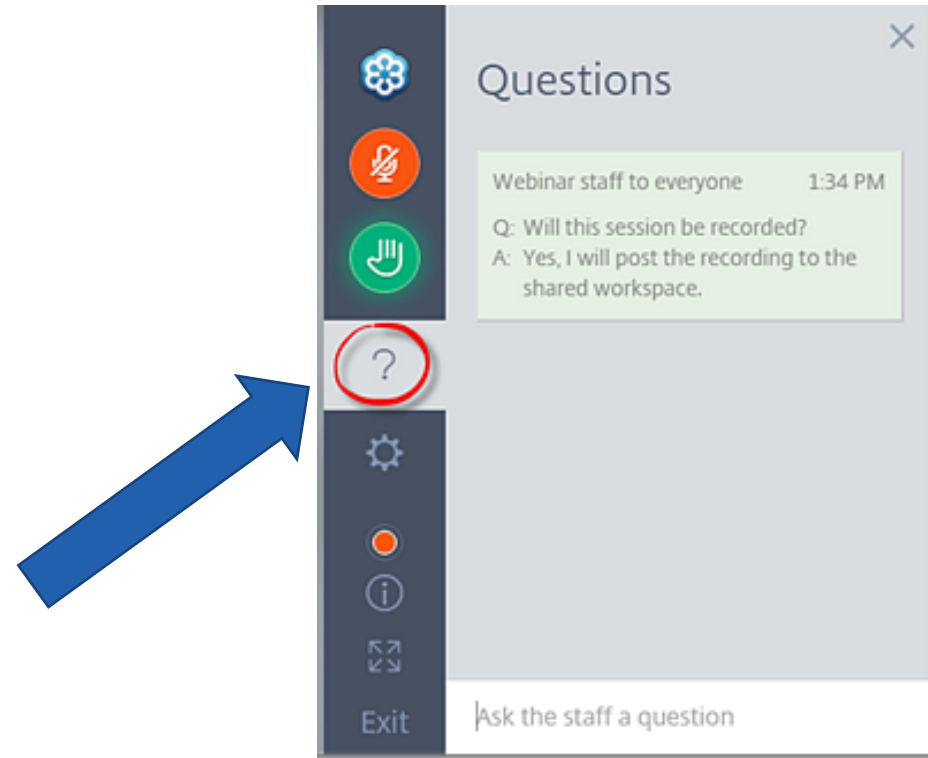 Questions
Webinar staff to everyone 1:34 PM
Q: Will this session be recorded?
A: Yes, I will post the recording to the
shared workspace.
?
Exit
Ask the staff a question